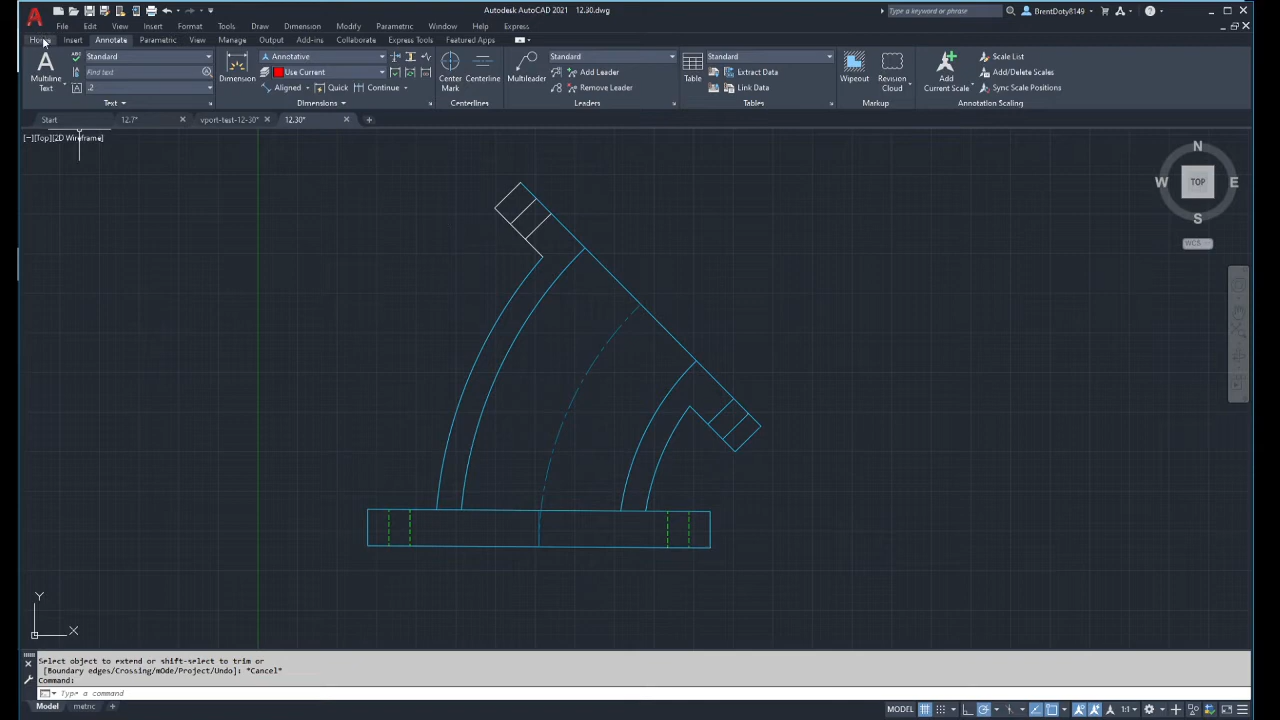 Autodesk AutoCAD 2021 12.30.dwg
Type a keyword or phrase
BrentDoty8149
File Edit View Insert Format Tools Draw Dimension Modify Parametric Window Help Express
Home Insert Annotate Parametric View Manage Output Add-ins Collaborate Express Tools Featured Apps
Multiline Text
Standard
Find text
.2
Text
Dimension
Annotative
Use Current
Aligned Quick Continue
Dimensions
Center Mark
Centerline
Centerlines
Multileader
Standard
Add Leader
Remove Leader
Leaders
Table
Standard
Extract Data
Link Data
Tables
Wipeout
Revision Cloud
Markup
Add Current Scale
Scale List
Add/Delete Scales
Sync Scale Positions
Annotation Scaling
Start 12.7* vport-test-12-30* 12.30*
[−][Top][2D Wireframe]
N
W TOP E
S
WCS
Y
X
Select object to extend or shift-select to trim or
[Boundary edges/Crossing/mOde/Project/Undo]: *Cancel*
Command:
Type a command
Model metric
MODEL 1:1